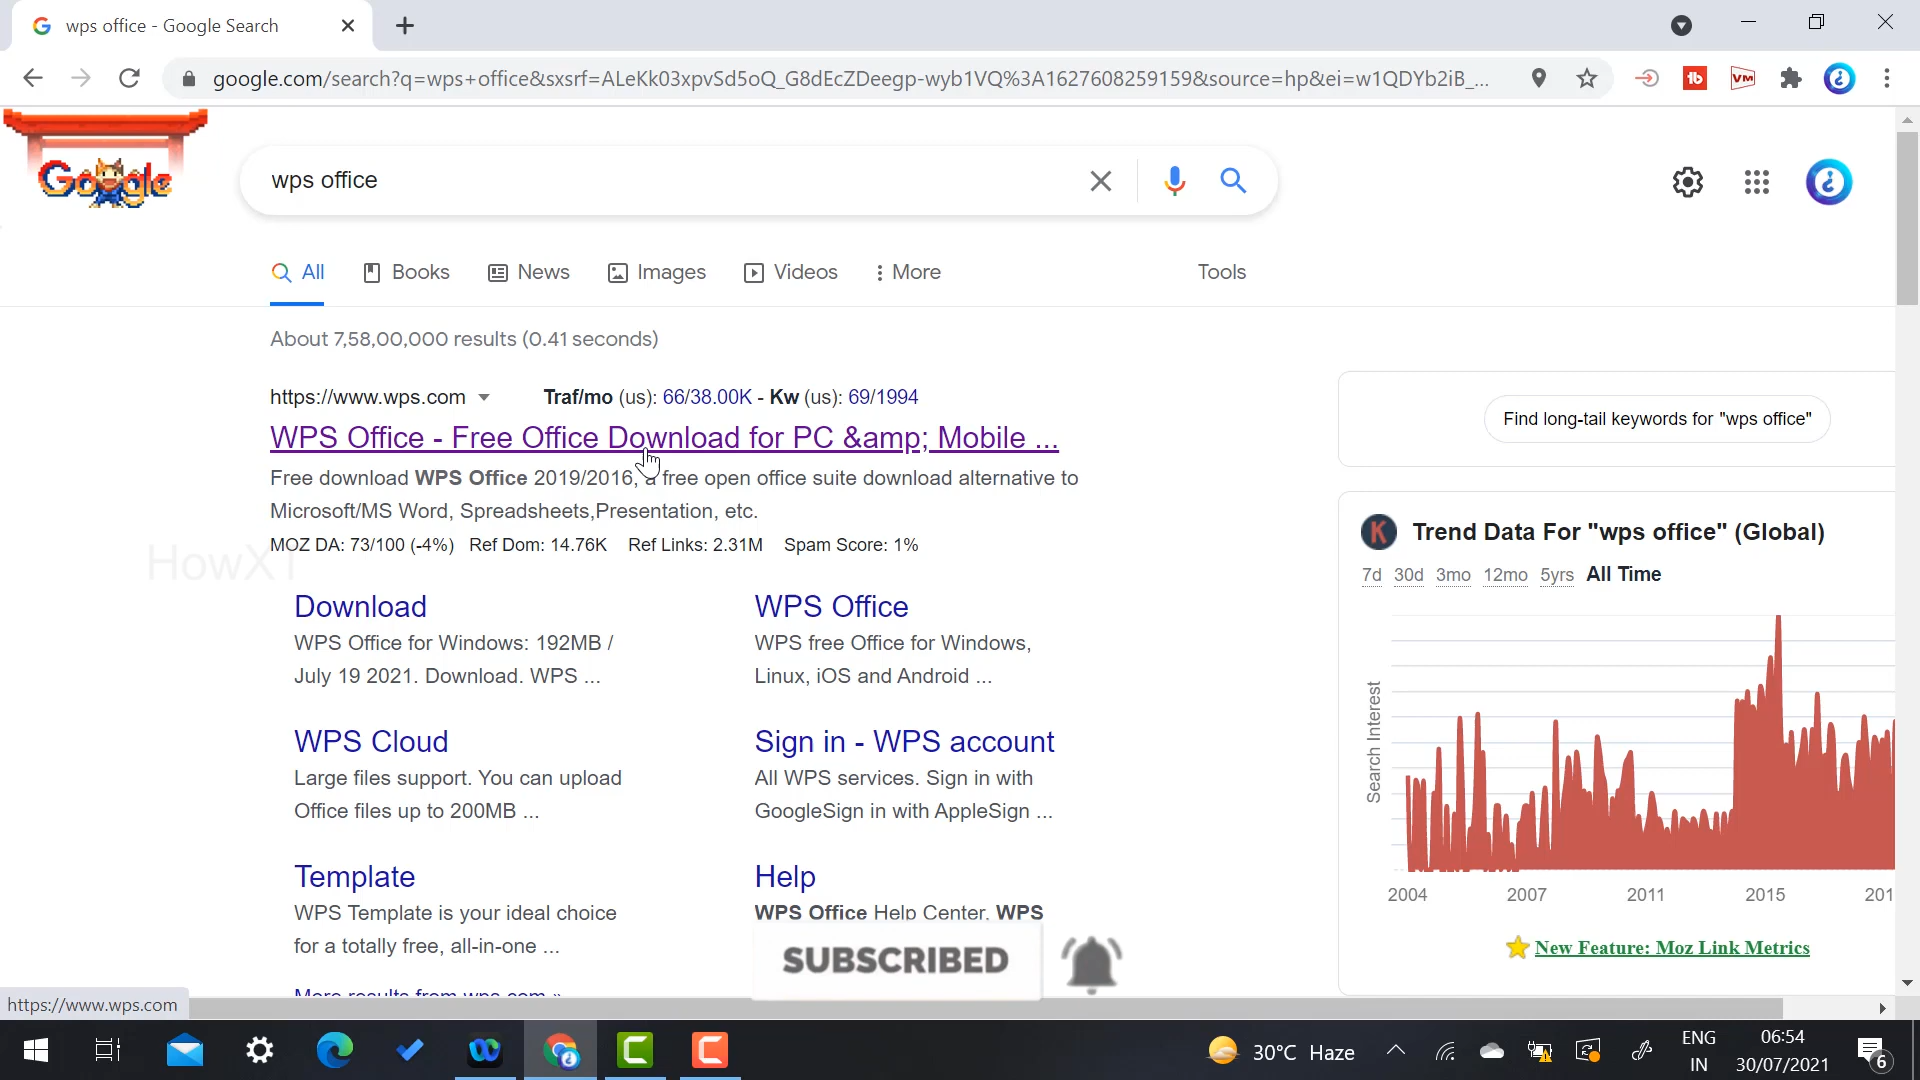 wps office - Google Search
google.com/search?q=wps+office&sxsrf=ALeKk03xpvSd5oQ_G8dEcZDeegp-wyb1VQ%3A1627608259159&source=hp&ei=w1QDYb2iB_...
Google
wps office
All Books News Images Videos More Tools
About 7,58,00,000 results (0.41 seconds)
https://www.wps.com Traf/mo (us): 66/38.00K - Kw (us): 69/1994
WPS Office - Free Office Download for PC &amp; Mobile ...
Free download WPS Office 2019/2016, a free open office suite download alternative to
Microsoft/MS Word, Spreadsheets,Presentation, etc.
MOZ DA: 73/100 (-4%) Ref Dom: 14.76K Ref Links: 2.31M Spam Score: 1%
HowXT
Download
WPS Office for Windows: 192MB /
July 19 2021. Download. WPS ...
WPS Office
WPS free Office for Windows,
Linux, iOS and Android ...
WPS Cloud
Large files support. You can upload
Office files up to 200MB ...
Sign in - WPS account
All WPS services. Sign in with
GoogleSign in with AppleSign ...
Template
WPS Template is your ideal choice
for a totally free, all-in-one ...
Help
WPS Office Help Center. WPS
More results from wps.com »
SUBSCRIBED
Find long-tail keywords for "wps office"
K Trend Data For "wps office" (Global)
7d 30d 3mo 12mo 5yrs All Time
Search Interest
2004 2007 2011 2015 201
New Feature: Moz Link Metrics
https://www.wps.com
30°C Haze
ENG
IN
06:54
30/07/2021
6